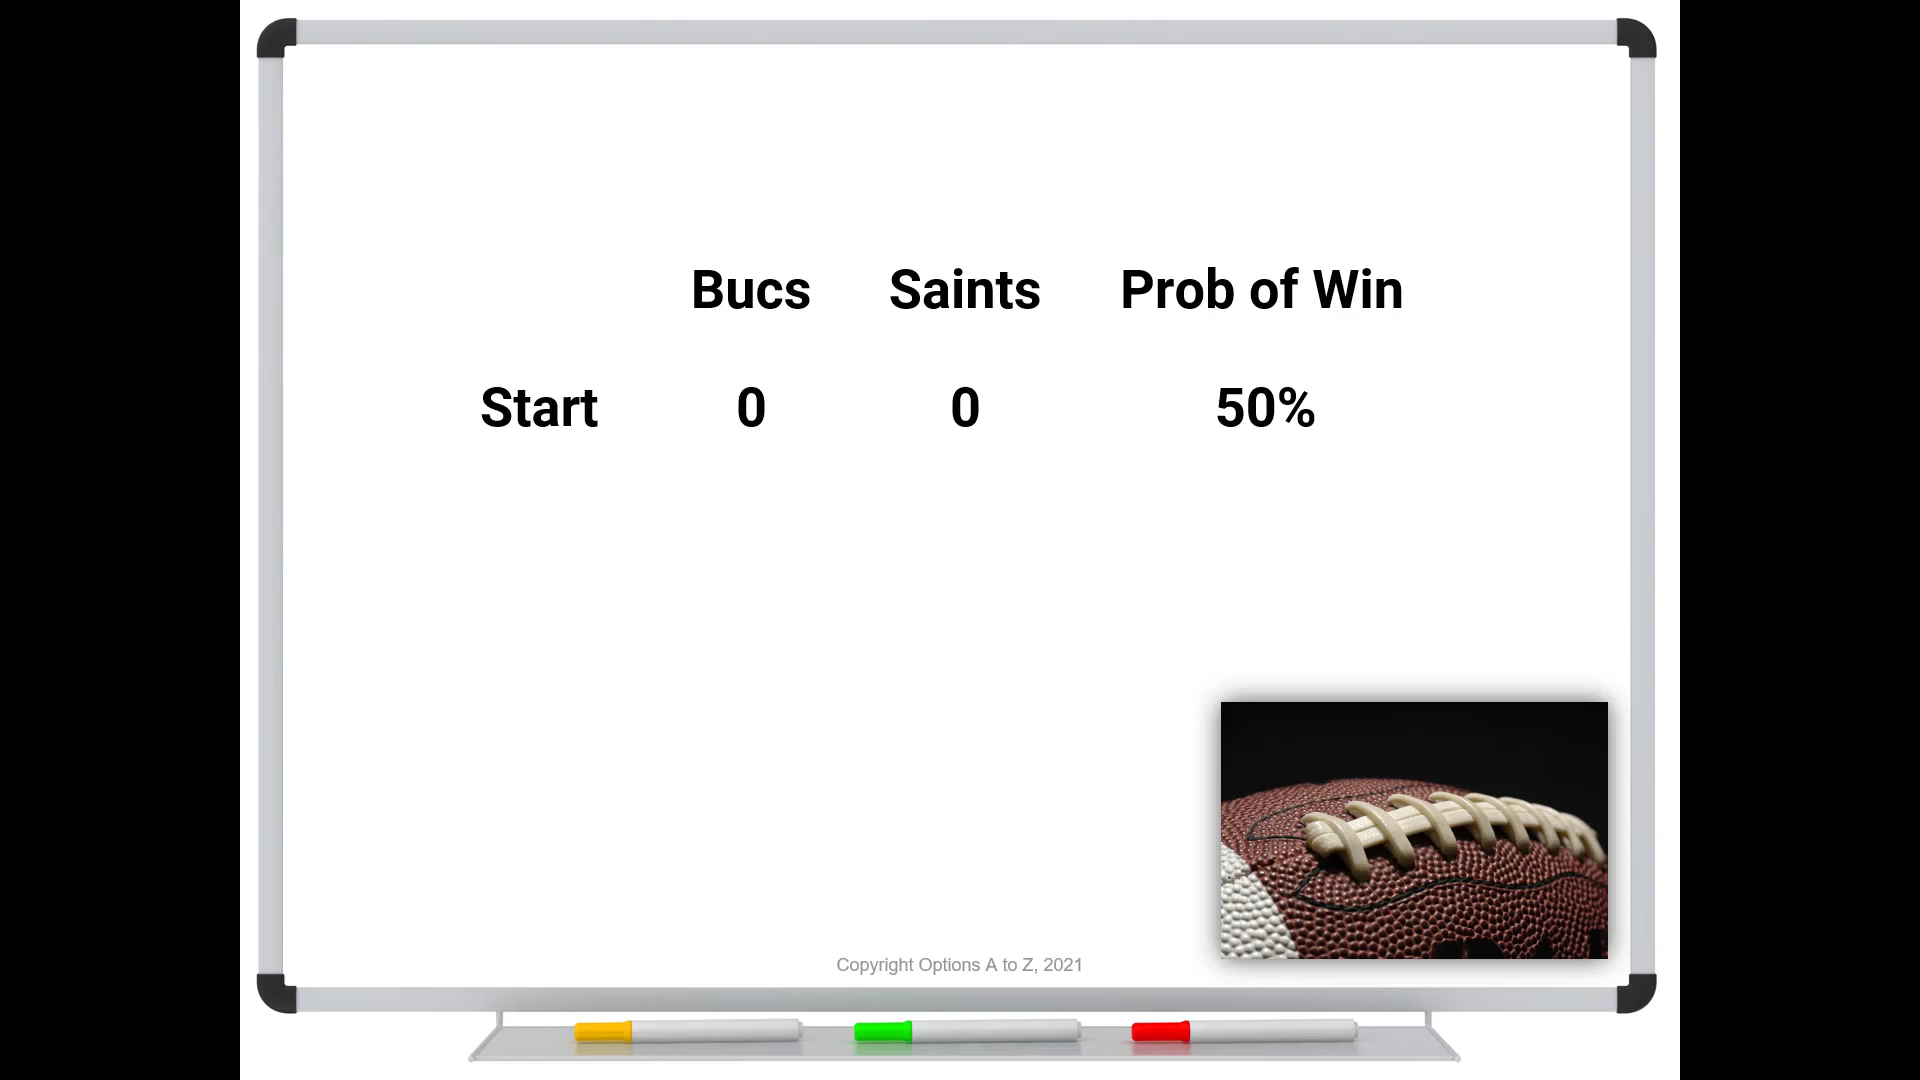 Bucs Saints Prob of Win
Start 0 0 50%
Copyright Options A to Z, 2021